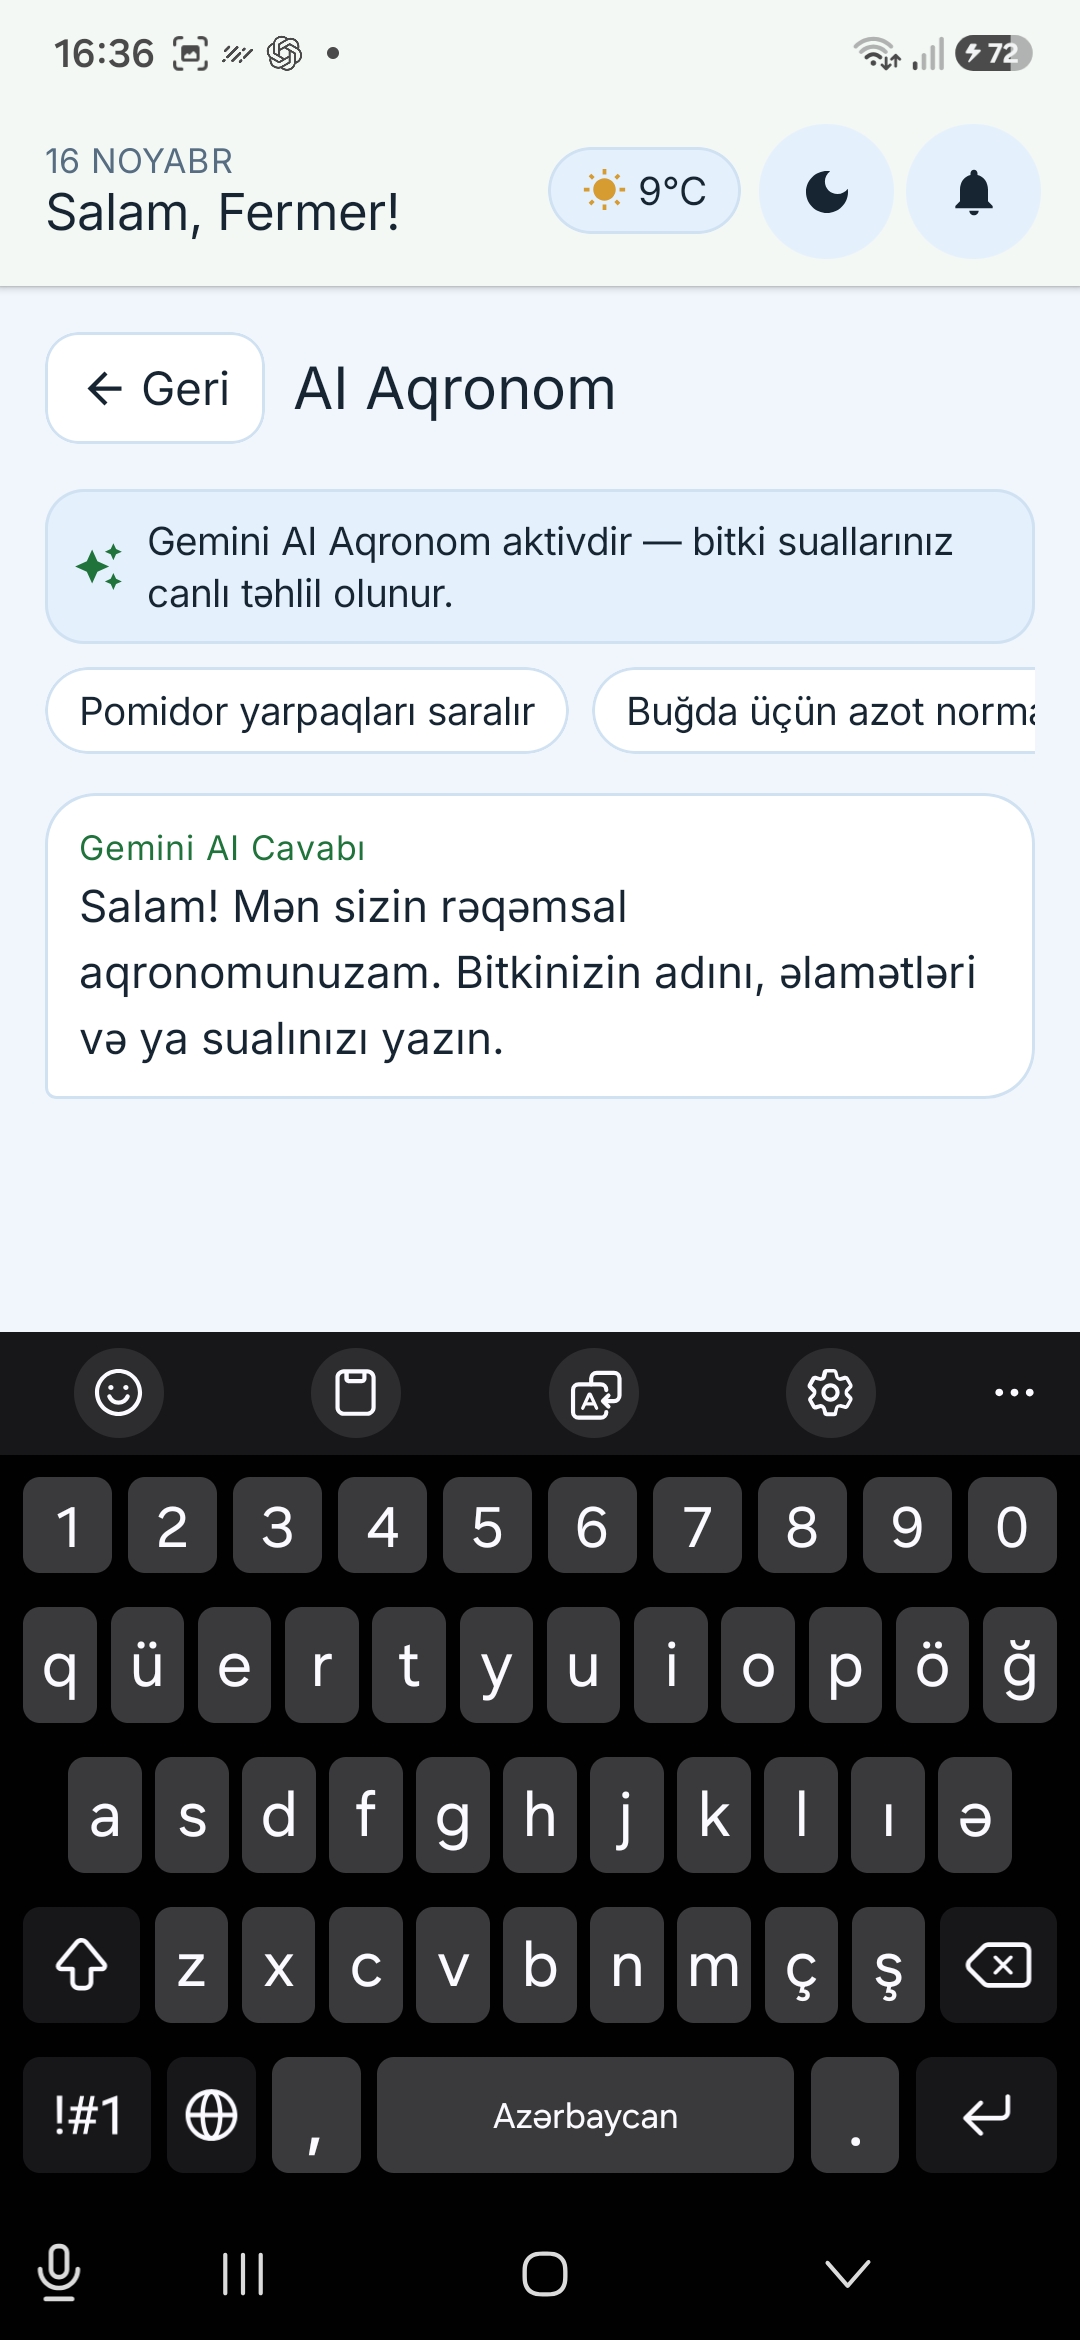 16:36
72
16 NOYABR
Salam, Fermer!
9°C
← Geri
AI Aqronom
Gemini AI Aqronom aktivdir — bitki suallarınız
canlı təhlil olunur.
Pomidor yarpaqları saralır
Buğda üçün azot norma
Gemini AI Cavabı
Salam! Mən sizin rəqəmsal
aqronomunuzam. Bitkinizin adını, əlamətləri
və ya sualınızı yazın.
1 2 3 4 5 6 7 8 9 0
q ü e r t y u i o p ö ğ
a s d f g h j k l ı ə
z x c v b n m ç ş
!#1 , Azərbaycan .